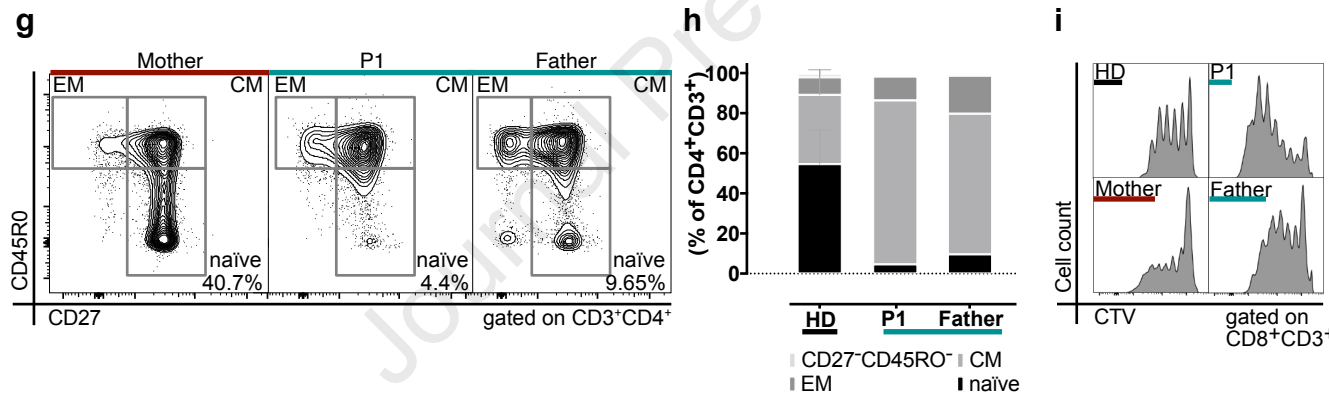 g
Mother P1 Father
EM CM EM CM EM CM
naïve naïve naïve
40.7% 4.4% 9.65%
CD45R0
CD27 gated on CD3⁺CD4⁺
Journal Pre
h
(% of CD4⁺CD3⁺)
100
80
60
40
20
0
HD P1 Father
CD27⁻CD45RO⁻ CM
EM naïve
i
HD P1
Mother Father
Cell count
CTV gated on
CD8⁺CD3⁺